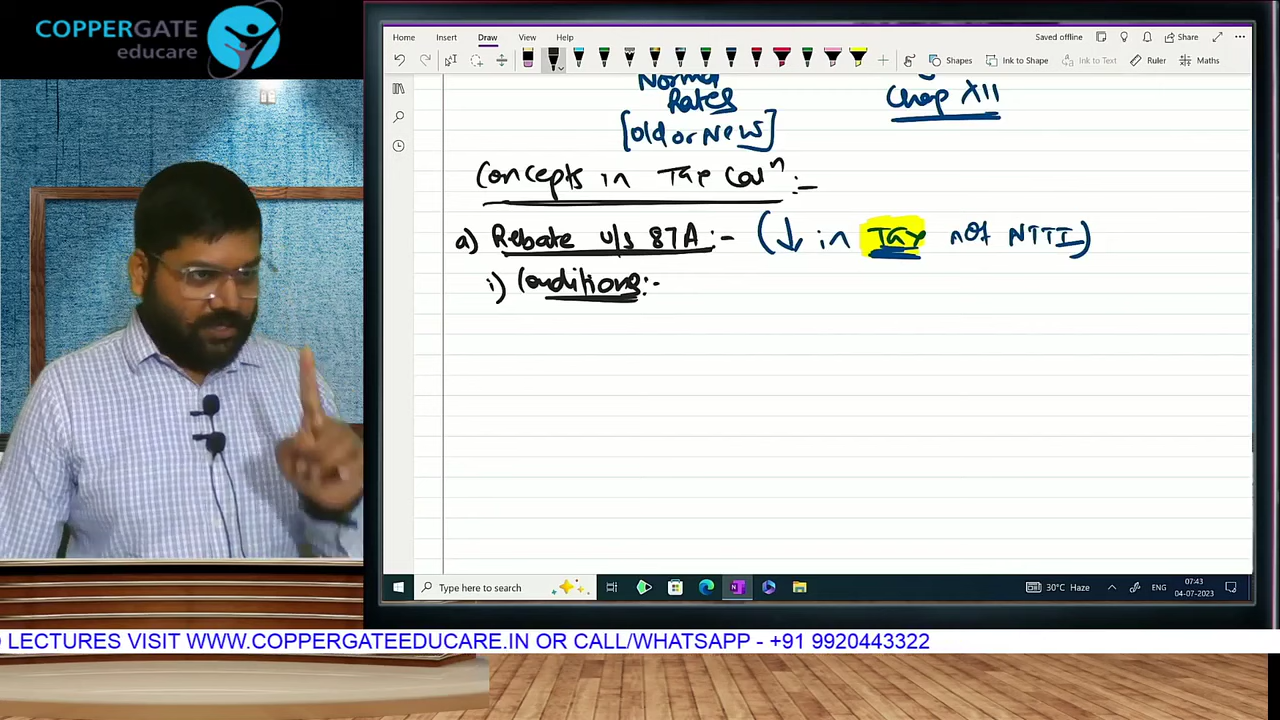 COPPERGATE
educare
Home Insert Draw View Help
Saved offline
Share
Shapes
Ink to Shape
Ink to Text
Ruler
Maths
Normal
Rates
[Old or New]
Chap XII
Concepts in Tax Calⁿ :-
a) Rebate u/s 87A :- (↓ in Tax not NTTI)
i) Conditions:-
Type here to search
30°C Haze
ENG
07:43
04-07-2023
LECTURES VISIT WWW.COPPERGATEEDUCARE.IN OR CALL/WHATSAPP - +91 9920443322